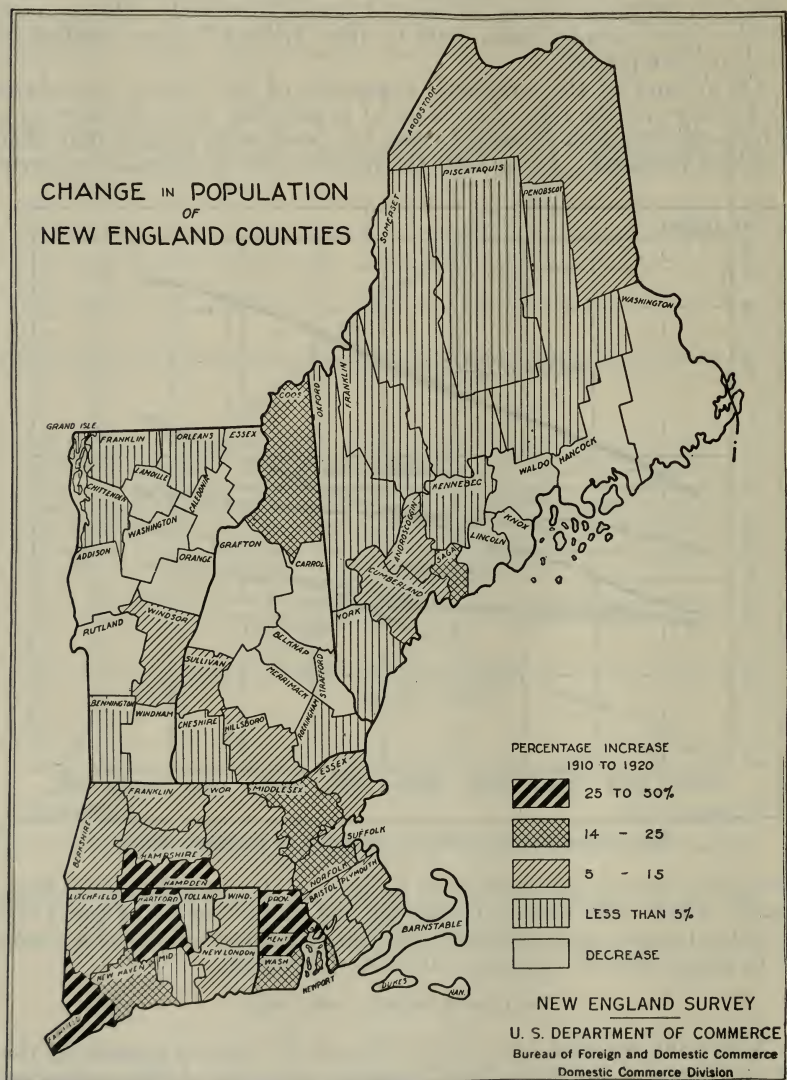 CHANGE IN POPULATION
OF
NEW ENGLAND COUNTIES
AROOSTOOK
PISCATAQUIS
PENOBSCOT
SOMERSET
WASHINGTON
OXFORD
FRANKLIN
COOS
GRAND ISLE
FRANKLIN
ORLEANS
ESSEX
LAMOILLE
CHITTENDEN
CALEDONIA
WASHINGTON
WALDO
HANCOCK
KENNEBEC
ANDROSCOGGIN
KNOX
LINCOLN
SAGA.
CUMBERLAND
ADDISON
ORANGE
GRAFTON
CARROL
YORK
WINDSOR
RUTLAND
BELKNAP
SULLIVAN
MERRIMACK
STRAFFORD
BENNINGTON
WINDHAM
CHESHIRE
HILLSBORO
ROCKINGHAM
ESSEX
FRANKLIN
WOR.
MIDDLESEX
BERKSHIRE
SUFFOLK
HAMPSHIRE
NORFOLK
HAMPDEN
BRISTOL
PLYMOUTH
LITCHFIELD
HARTFORD
TOLLAND
WIND.
PROV.
BARNSTABLE
KENT
NEW LONDON
NEW HAVEN
MID
WASH
NEWPORT
DUKES
NAN.
FAIRFIELD
PERCENTAGE INCREASE
1910 TO 1920
25 TO 50%
14 - 25
5 - 15
LESS THAN 5%
DECREASE
NEW ENGLAND SURVEY
U. S. DEPARTMENT OF COMMERCE
Bureau of Foreign and Domestic Commerce
Domestic Commerce Division